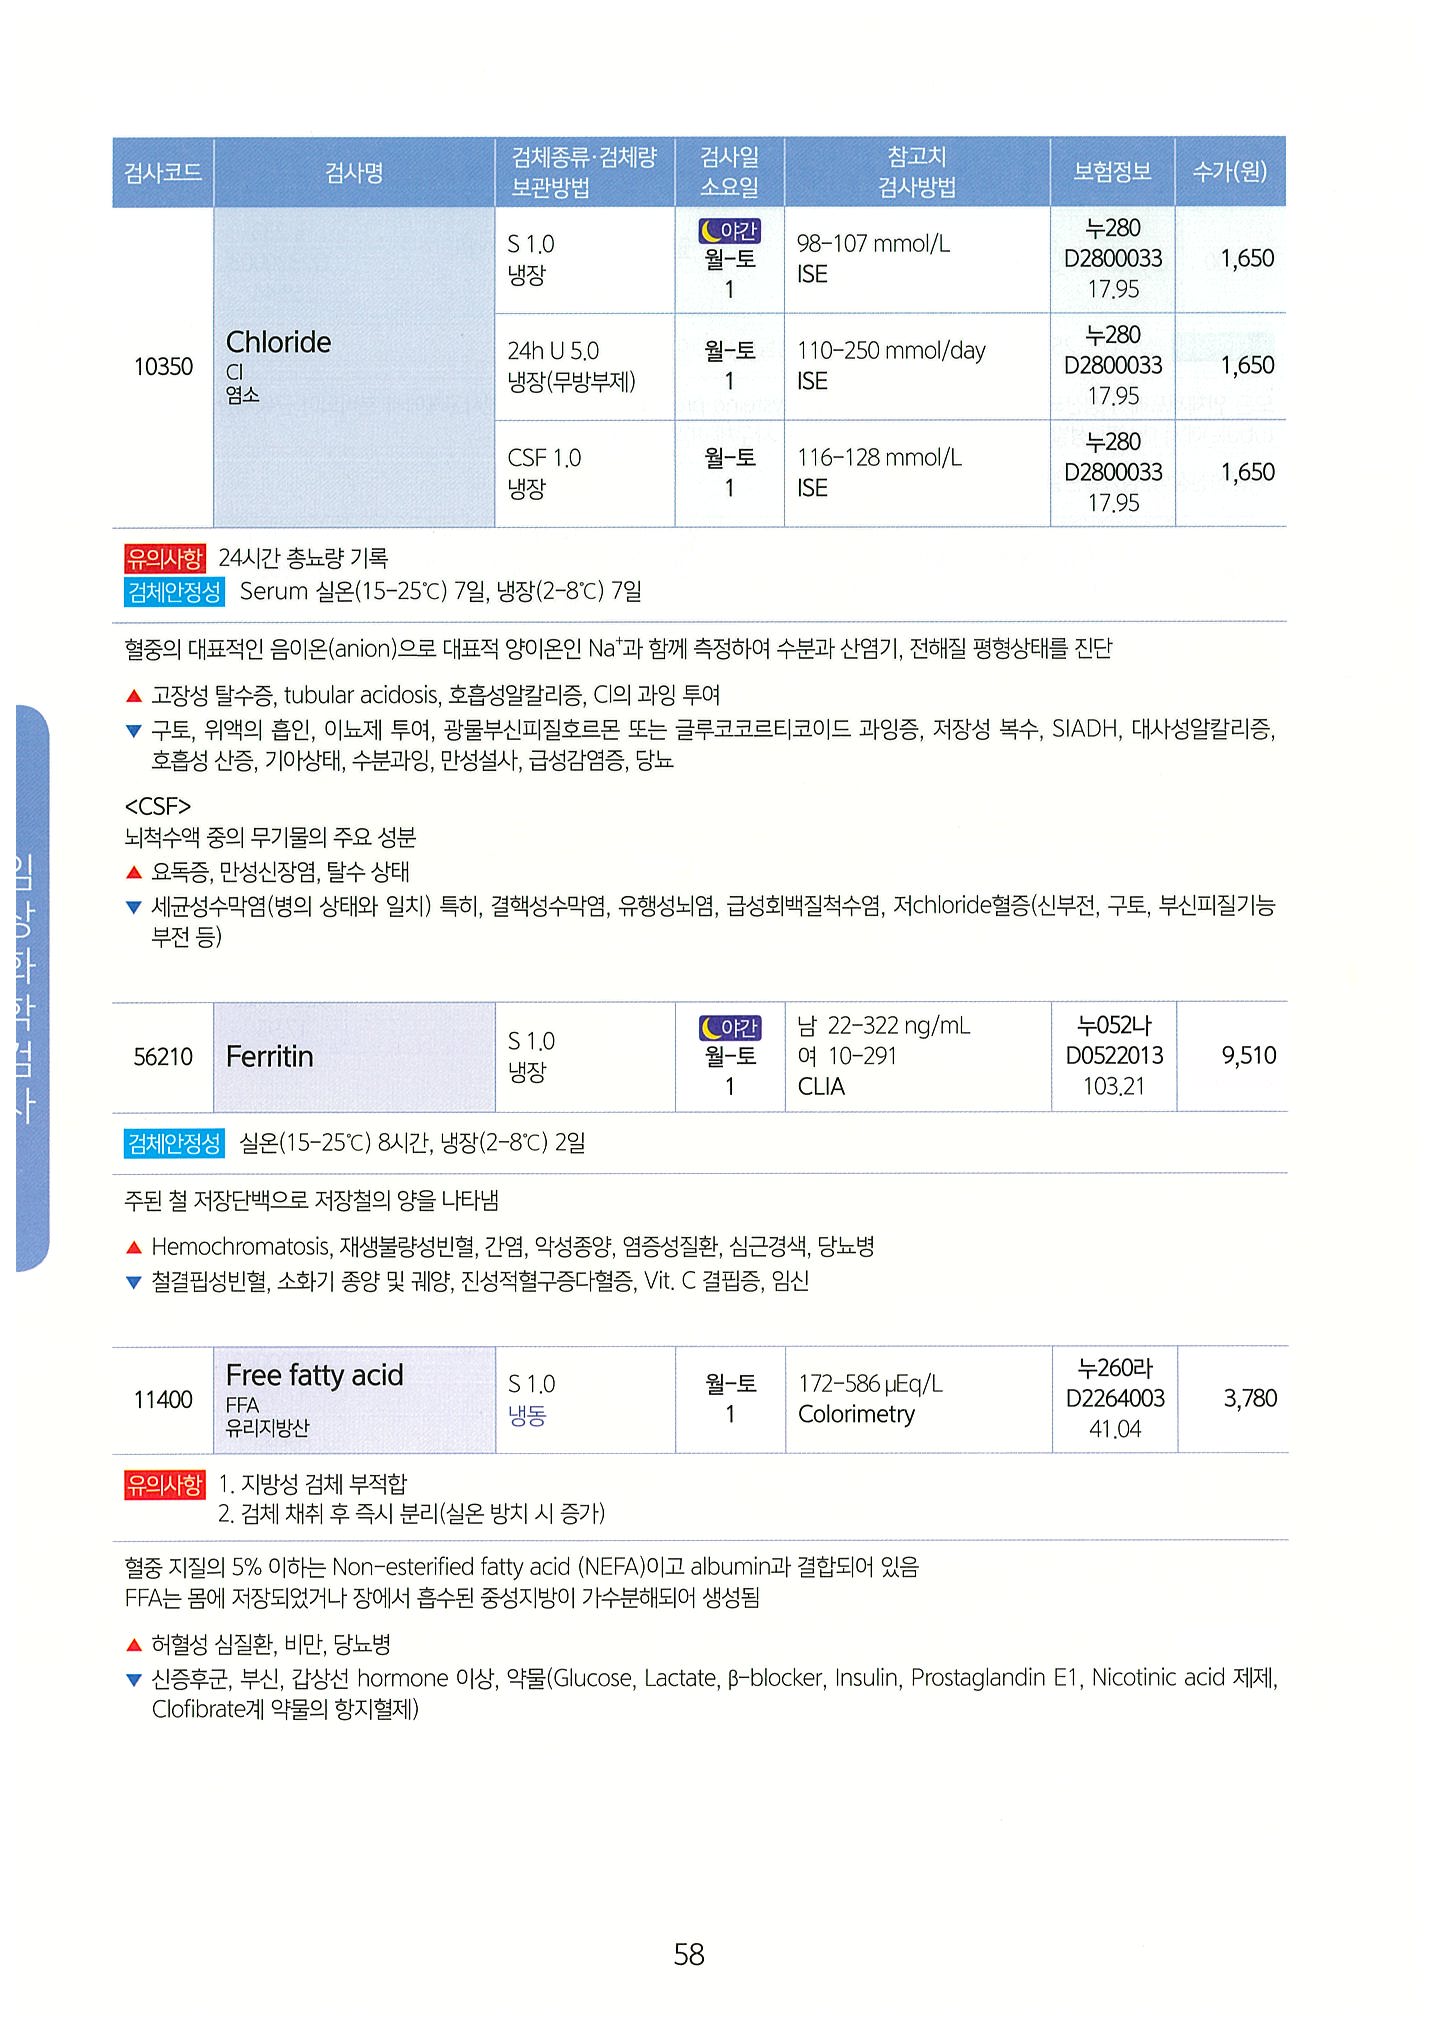 검사코드 검사명 검체종류·검체량 보관방법 검사일 소요일 참고치 검사방법 보험정보 수가(원)
10350
Chloride
Cl
염소
S 1.0
냉장
야간
월-토
1
98-107 mmol/L
ISE
누280
D2800033
17.95
1,650
24h U 5.0
냉장(무방부제)
월-토
1
110-250 mmol/day
ISE
누280
D2800033
17.95
1,650
CSF 1.0
냉장
월-토
1
116-128 mmol/L
ISE
누280
D2800033
17.95
1,650
유의사항 24시간 총뇨량 기록
검체안정성 Serum 실온(15-25℃) 7일, 냉장(2-8℃) 7일
혈중의 대표적인 음이온(anion)으로 대표적 양이온인 Na⁺과 함께 측정하여 수분과 산염기, 전해질 평형상태를 진단
▲ 고장성 탈수증, tubular acidosis, 호흡성알칼리증, Cl의 과잉 투여
▼ 구토, 위액의 흡인, 이뇨제 투여, 광물부신피질호르몬 또는 글루코코르티코이드 과잉증, 저장성 복수, SIADH, 대사성알칼리증,
호흡성 산증, 기아상태, 수분과잉, 만성설사, 급성감염증, 당뇨
<CSF>
뇌척수액 중의 무기물의 주요 성분
▲ 요독증, 만성신장염, 탈수 상태
▼ 세균성수막염(병의 상태와 일치) 특히, 결핵성수막염, 유행성뇌염, 급성회백질척수염, 저chloride혈증(신부전, 구토, 부신피질기능
부전 등)
56210
Ferritin
S 1.0
냉장
야간
월-토
1
남 22-322 ng/mL
여 10-291
CLIA
누052나
D0522013
103.21
9,510
검체안정성 실온(15-25℃) 8시간, 냉장(2-8℃) 2일
주된 철 저장단백으로 저장철의 양을 나타냄
▲ Hemochromatosis, 재생불량성빈혈, 간염, 악성종양, 염증성질환, 심근경색, 당뇨병
▼ 철결핍성빈혈, 소화기 종양 및 궤양, 진성적혈구증다혈증, Vit. C 결핍증, 임신
11400
Free fatty acid
FFA
유리지방산
S 1.0
냉동
월-토
1
172-586 μEq/L
Colorimetry
누260라
D2264003
41.04
3,780
유의사항 1. 지방성 검체 부적합
2. 검체 채취 후 즉시 분리(실온 방치 시 증가)
혈중 지질의 5% 이하는 Non-esterified fatty acid (NEFA)이고 albumin과 결합되어 있음
FFA는 몸에 저장되었거나 장에서 흡수된 중성지방이 가수분해되어 생성됨
▲ 허혈성 심질환, 비만, 당뇨병
▼ 신증후군, 부신, 갑상선 hormone 이상, 약물(Glucose, Lactate, β-blocker, Insulin, Prostaglandin E1, Nicotinic acid 제제,
Clofibrate계 약물의 항지혈제)
임상화학검사
58